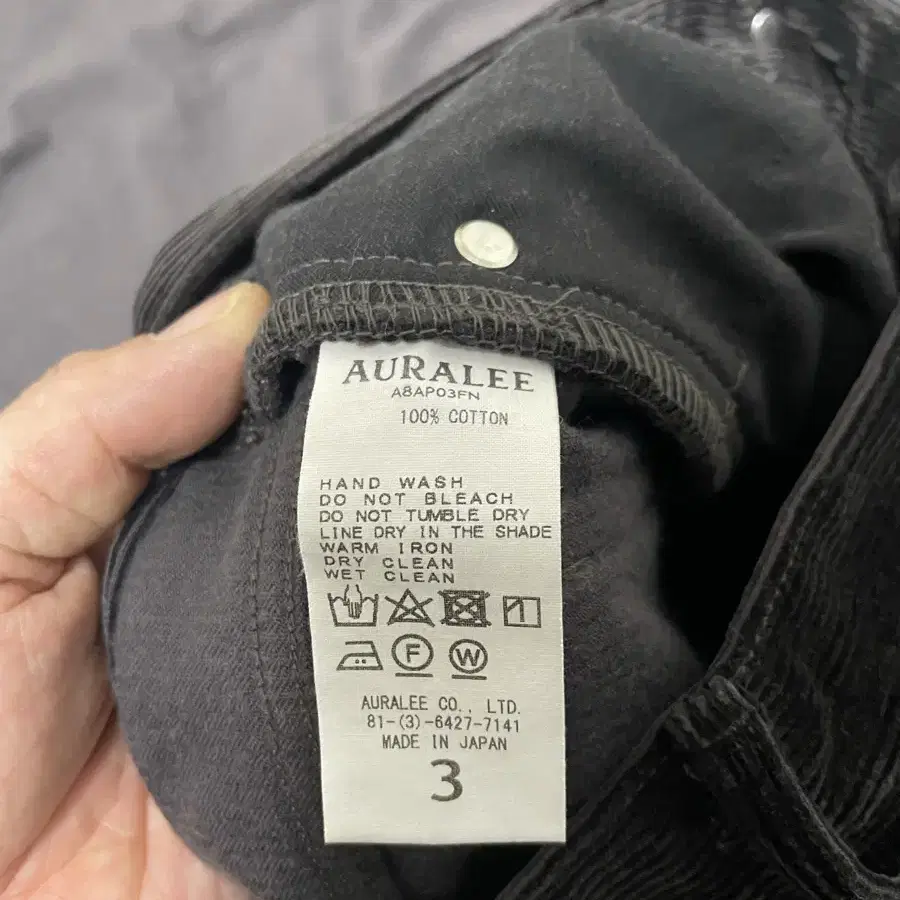 AURALEE
A8AP03FN
100% COTTON
HAND WASH
DO NOT BLEACH
DO NOT TUMBLE DRY
LINE DRY IN THE SHADE
WARM IRON
DRY CLEAN
WET CLEAN
F W
AURALEE CO., LTD.
81-(3)-6427-7141
MADE IN JAPAN
3